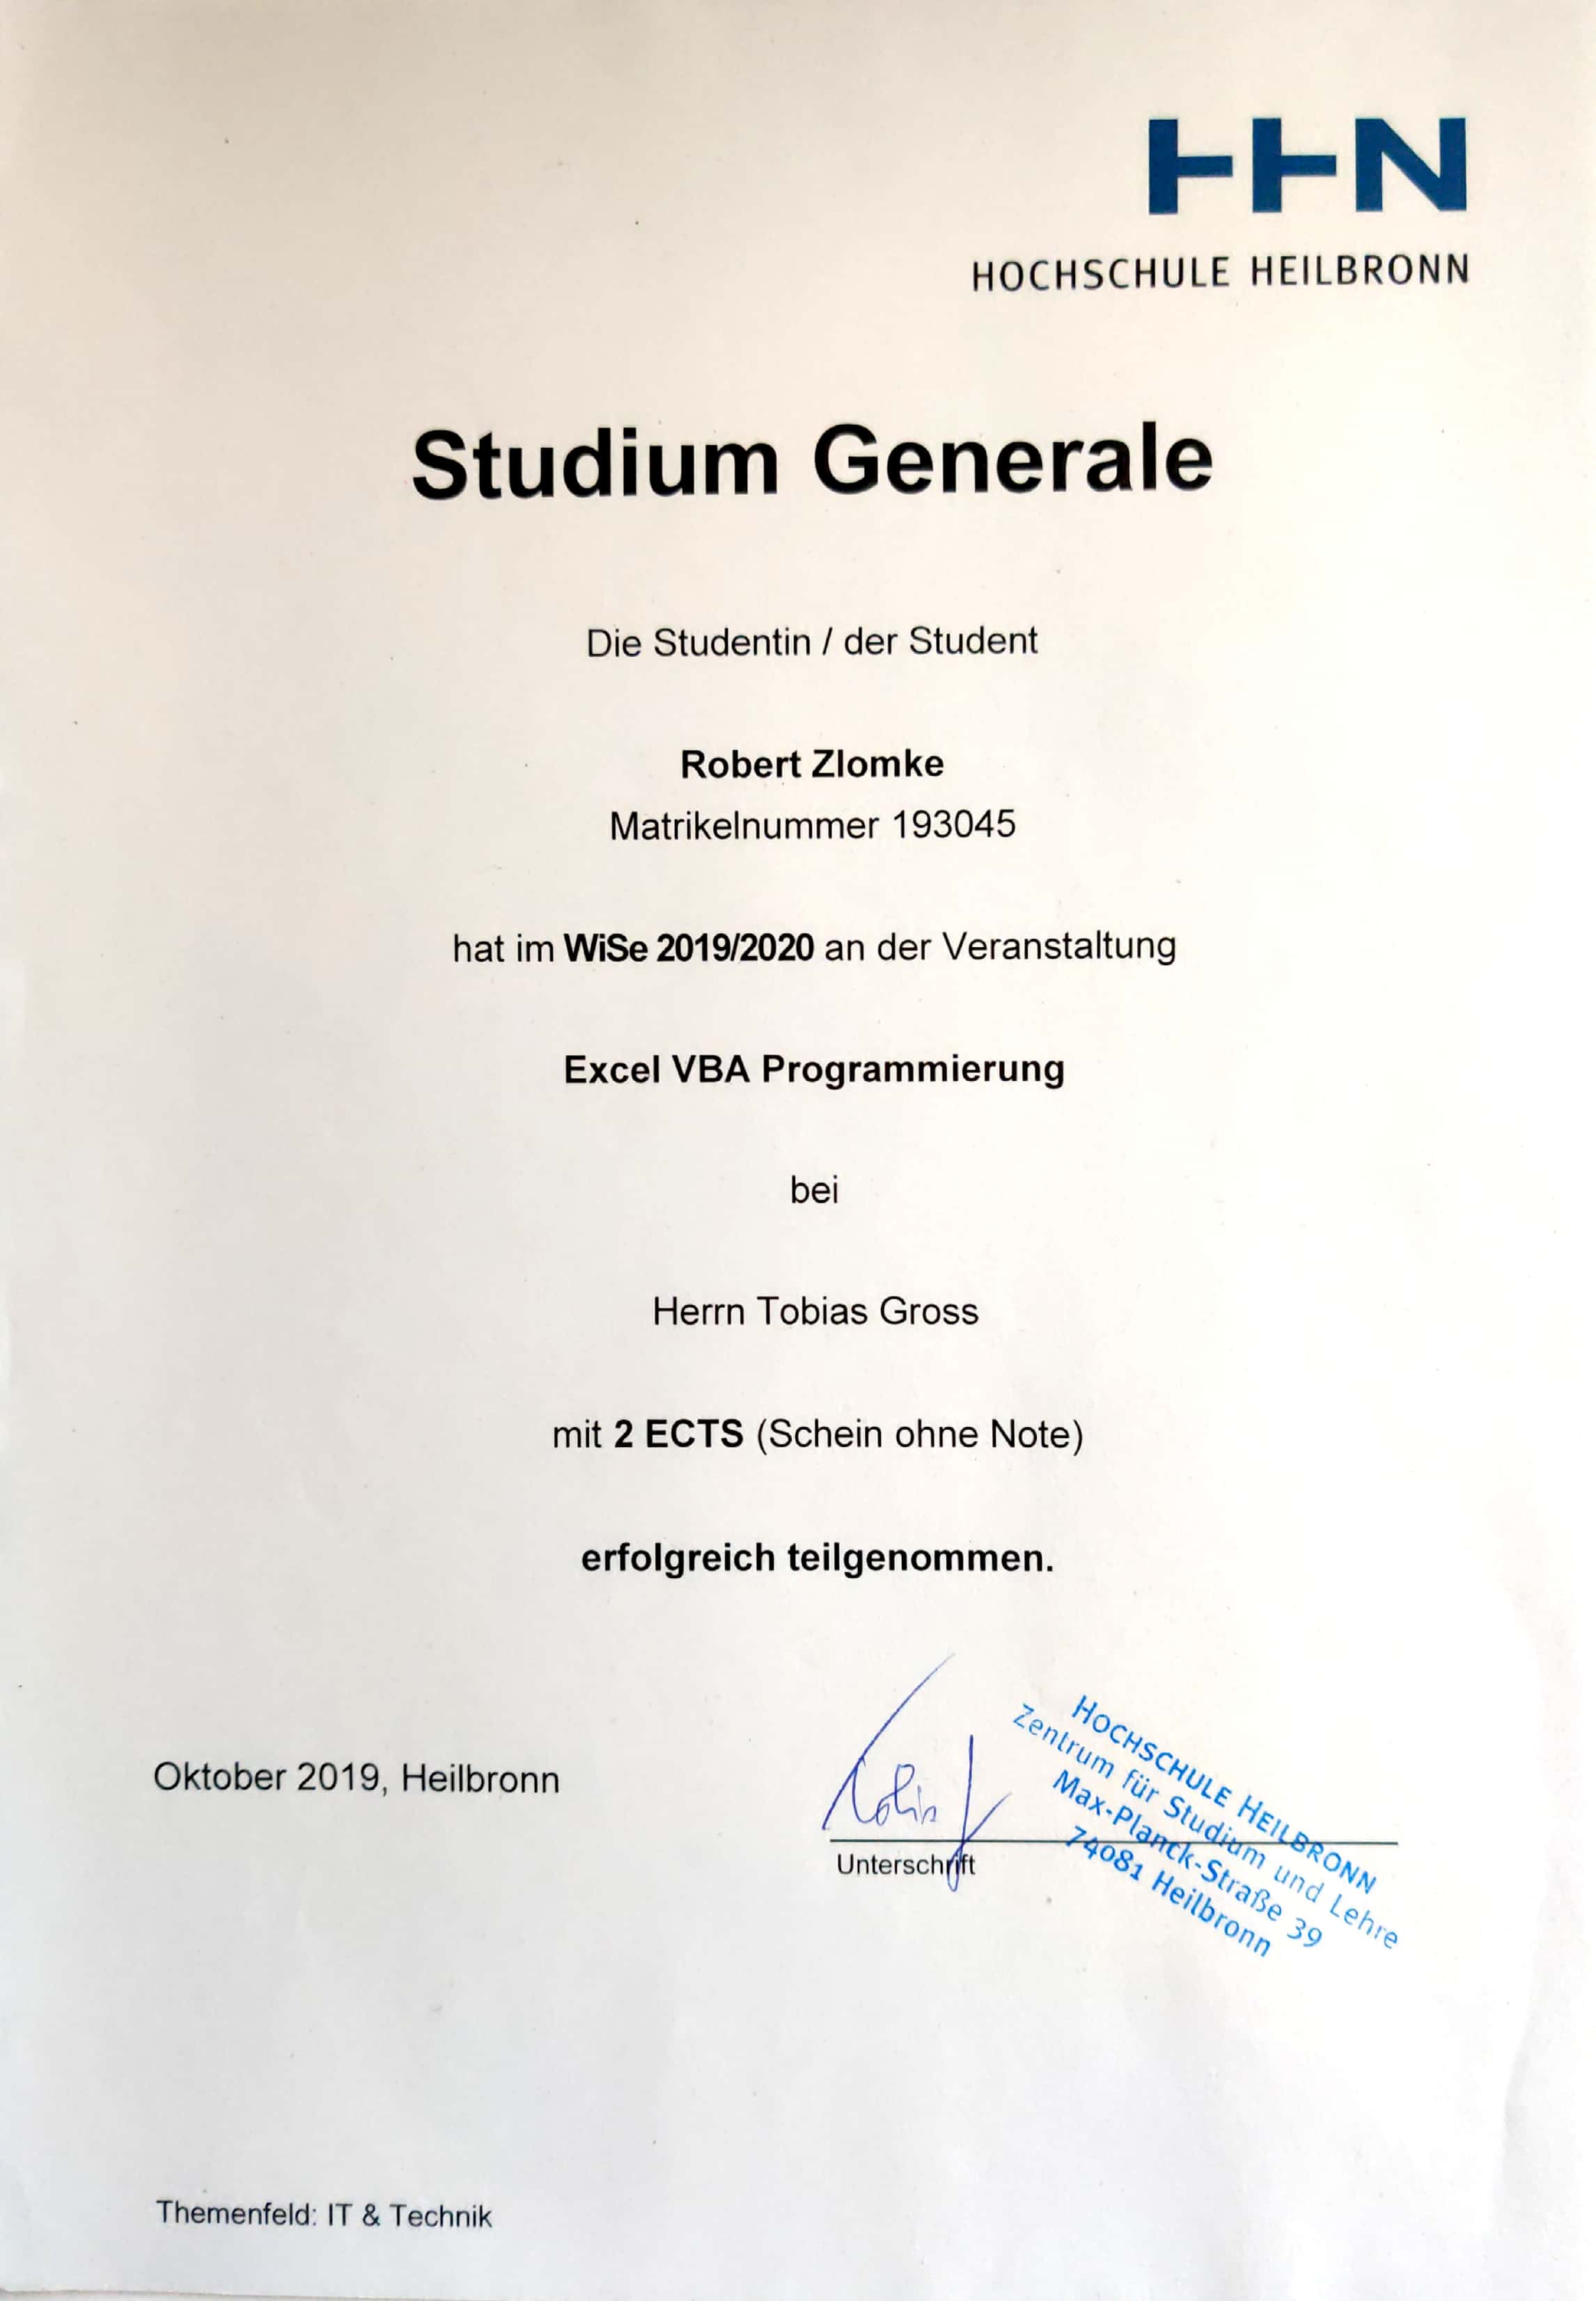 HHN
HOCHSCHULE HEILBRONN
Studium Generale
Die Studentin / der Student
Robert Zlomke
Matrikelnummer 193045
hat im WiSe 2019/2020 an der Veranstaltung
Excel VBA Programmierung
bei
Herrn Tobias Gross
mit 2 ECTS (Schein ohne Note)
erfolgreich teilgenommen.
Oktober 2019, Heilbronn
Unterschrift
HOCHSCHULE HEILBRONN
Zentrum für Studium und Lehre
Max-Planck-Straße 39
74081 Heilbronn
Themenfeld: IT & Technik